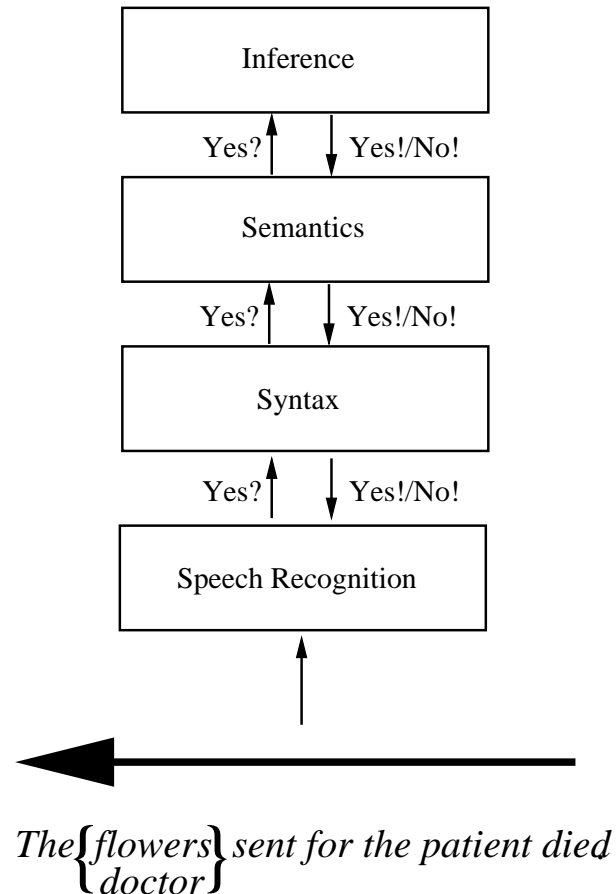 Inference
Yes? Yes!/No!
Semantics
Yes? Yes!/No!
Syntax
Yes? Yes!/No!
Speech Recognition
The {flowers} sent for the patient died.
{doctor}